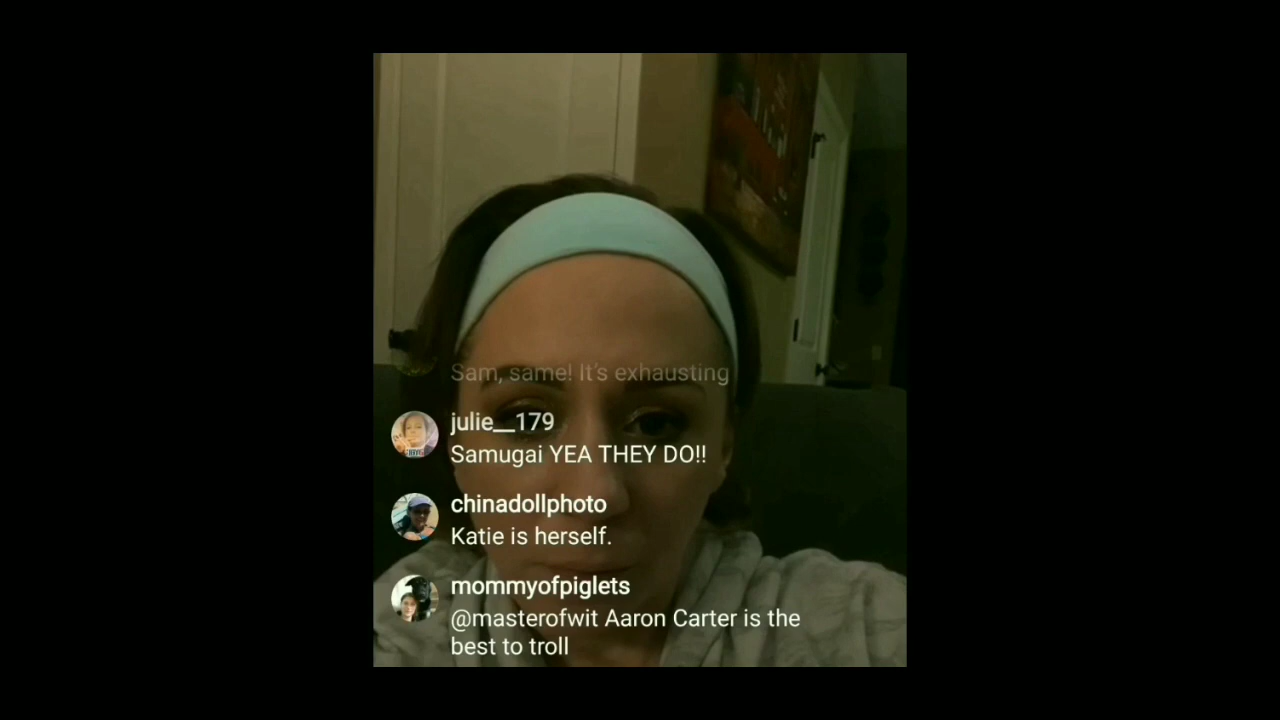 Sam, same! It's exhausting
julie__179
Samugai YEA THEY DO!!
chinadollphoto
Katie is herself.
mommyofpiglets
@masterofwit Aaron Carter is the
best to troll